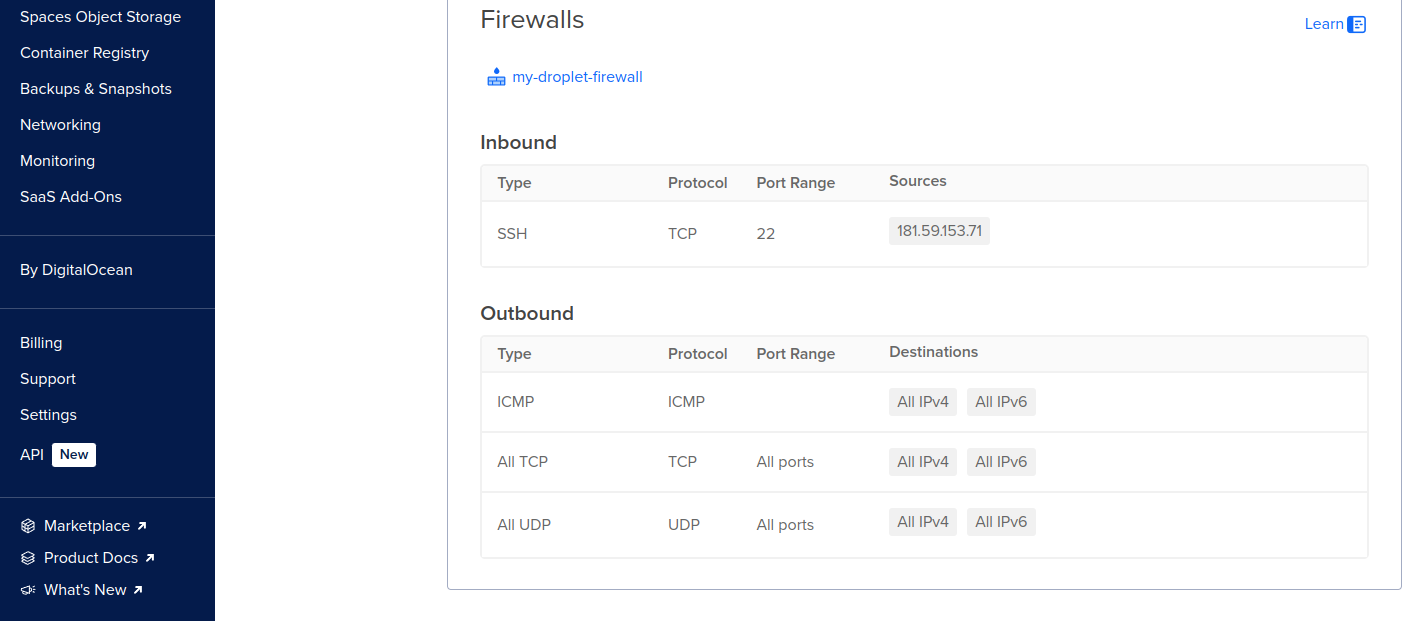 Spaces Object Storage
Container Registry
Backups & Snapshots
Networking
Monitoring
SaaS Add-Ons
By DigitalOcean
Billing
Support
Settings
API New
Marketplace
Product Docs
What's New
Firewalls
Learn
my-droplet-firewall
Inbound
Type Protocol Port Range Sources
SSH TCP 22 181.59.153.71
Outbound
Type Protocol Port Range Destinations
ICMP ICMP All IPv4 All IPv6
All TCP TCP All ports All IPv4 All IPv6
All UDP UDP All ports All IPv4 All IPv6